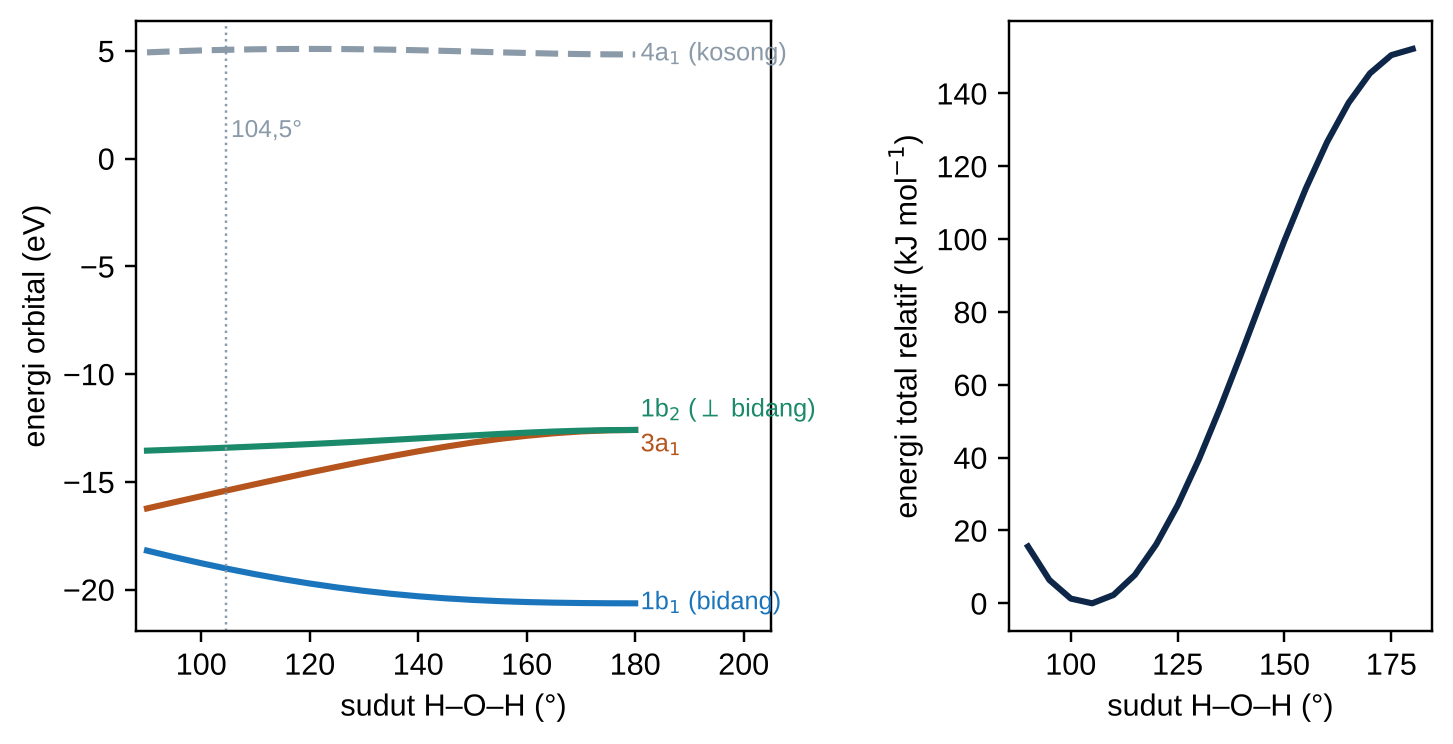 energi orbital (eV)
5
0
−5
−10
−15
−20
4a₁ (kosong)
104,5°
1b₂ (⊥ bidang)
3a₁
1b₁ (bidang)
100 120 140 160 180 200
sudut H–O–H (°)
energi total relatif (kJ mol⁻¹)
140
120
100
80
60
40
20
0
100 125 150 175
sudut H–O–H (°)